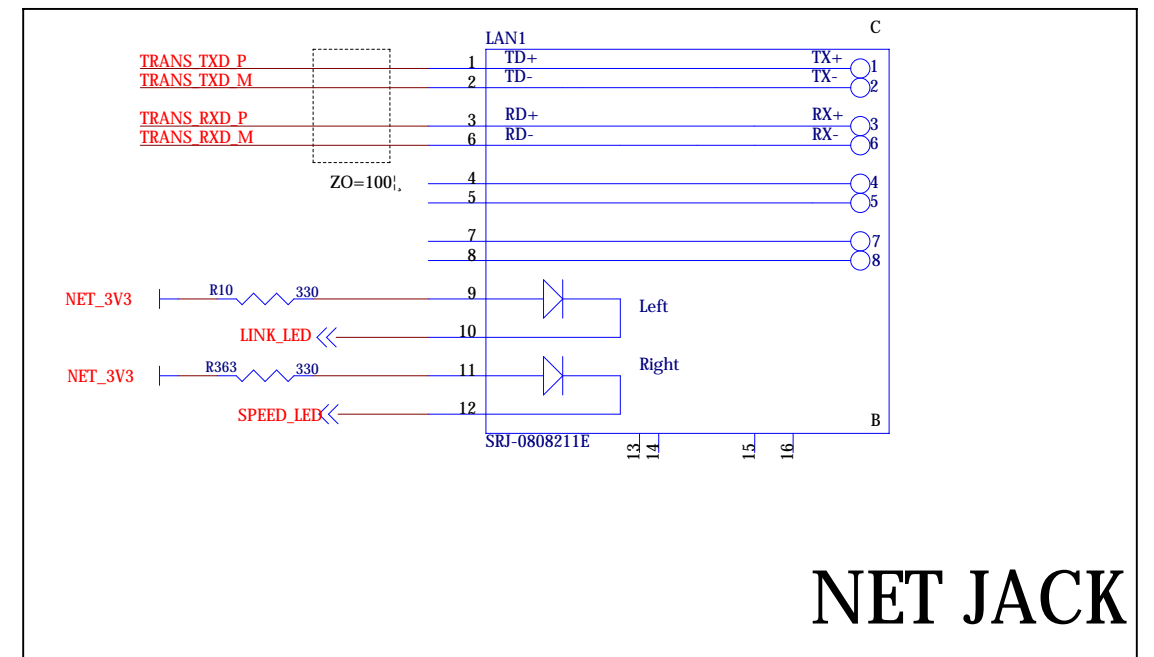 C
LAN1
TRANS_TXD_P 1 TD+ TX+ 1
TRANS_TXD_M 2 TD- TX- 2
TRANS_RXD_P 3 RD+ RX+ 3
TRANS_RXD_M 6 RD- RX- 6
ZO=100¦¸ 4 4
5 5
7 7
8 8
NET_3V3 R10 330 9 Left
LINK_LED 10
NET_3V3 R363 330 11 Right
SPEED_LED 12 B
SRJ-0808211E 13 14 15 16
NET JACK